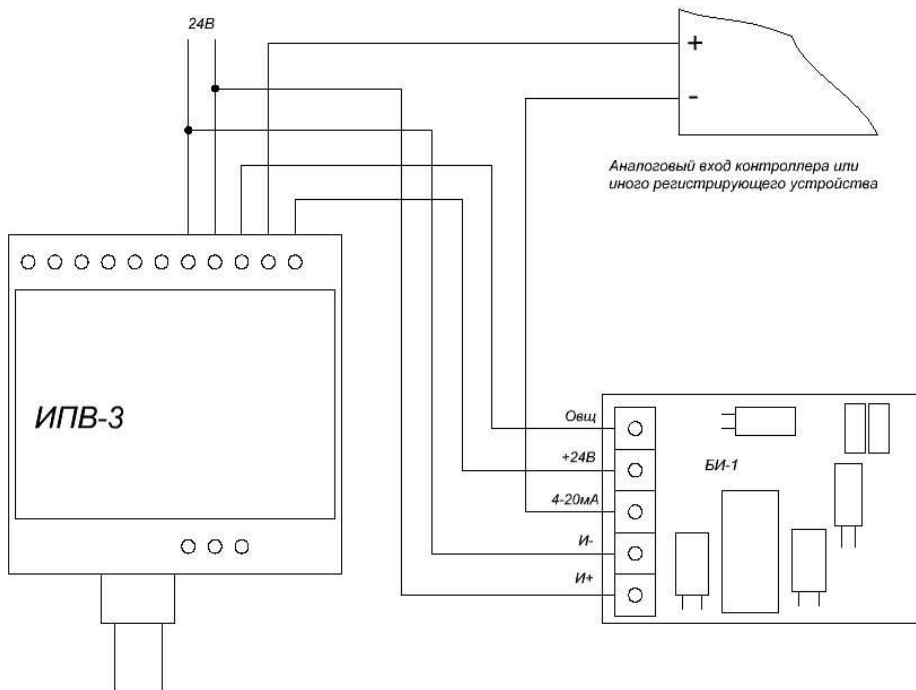 24В
+
-
Аналоговый вход контроллера или
иного регистрирующего устройства
ИПВ-3
Овщ
+24В
БИ-1
4-20мА
И-
И+